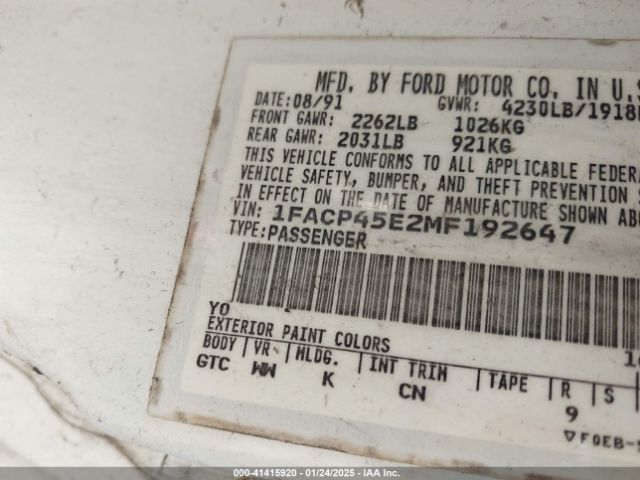 MFD. BY FORD MOTOR CO. IN U.S
DATE: 08/91 GVWR: 4230LB/1918
FRONT GAWR: 2262LB 1026KG
REAR GAWR: 2031LB 921KG
THIS VEHICLE CONFORMS TO ALL APPLICABLE FEDERA
VEHICLE SAFETY, BUMPER, AND THEFT PREVENTION S
IN EFFECT ON THE DATE OF MANUFACTURE SHOWN ABO
VIN: 1FACP45E2MF192647
TYPE: PASSENGER
YO
EXTERIOR PAINT COLORS
BODY VR MLDG. INT TRIM TAPE R S
GTC WW K CN 9
▽FOEB-
000-41415920 - 01/24/2025 - IAA Inc.